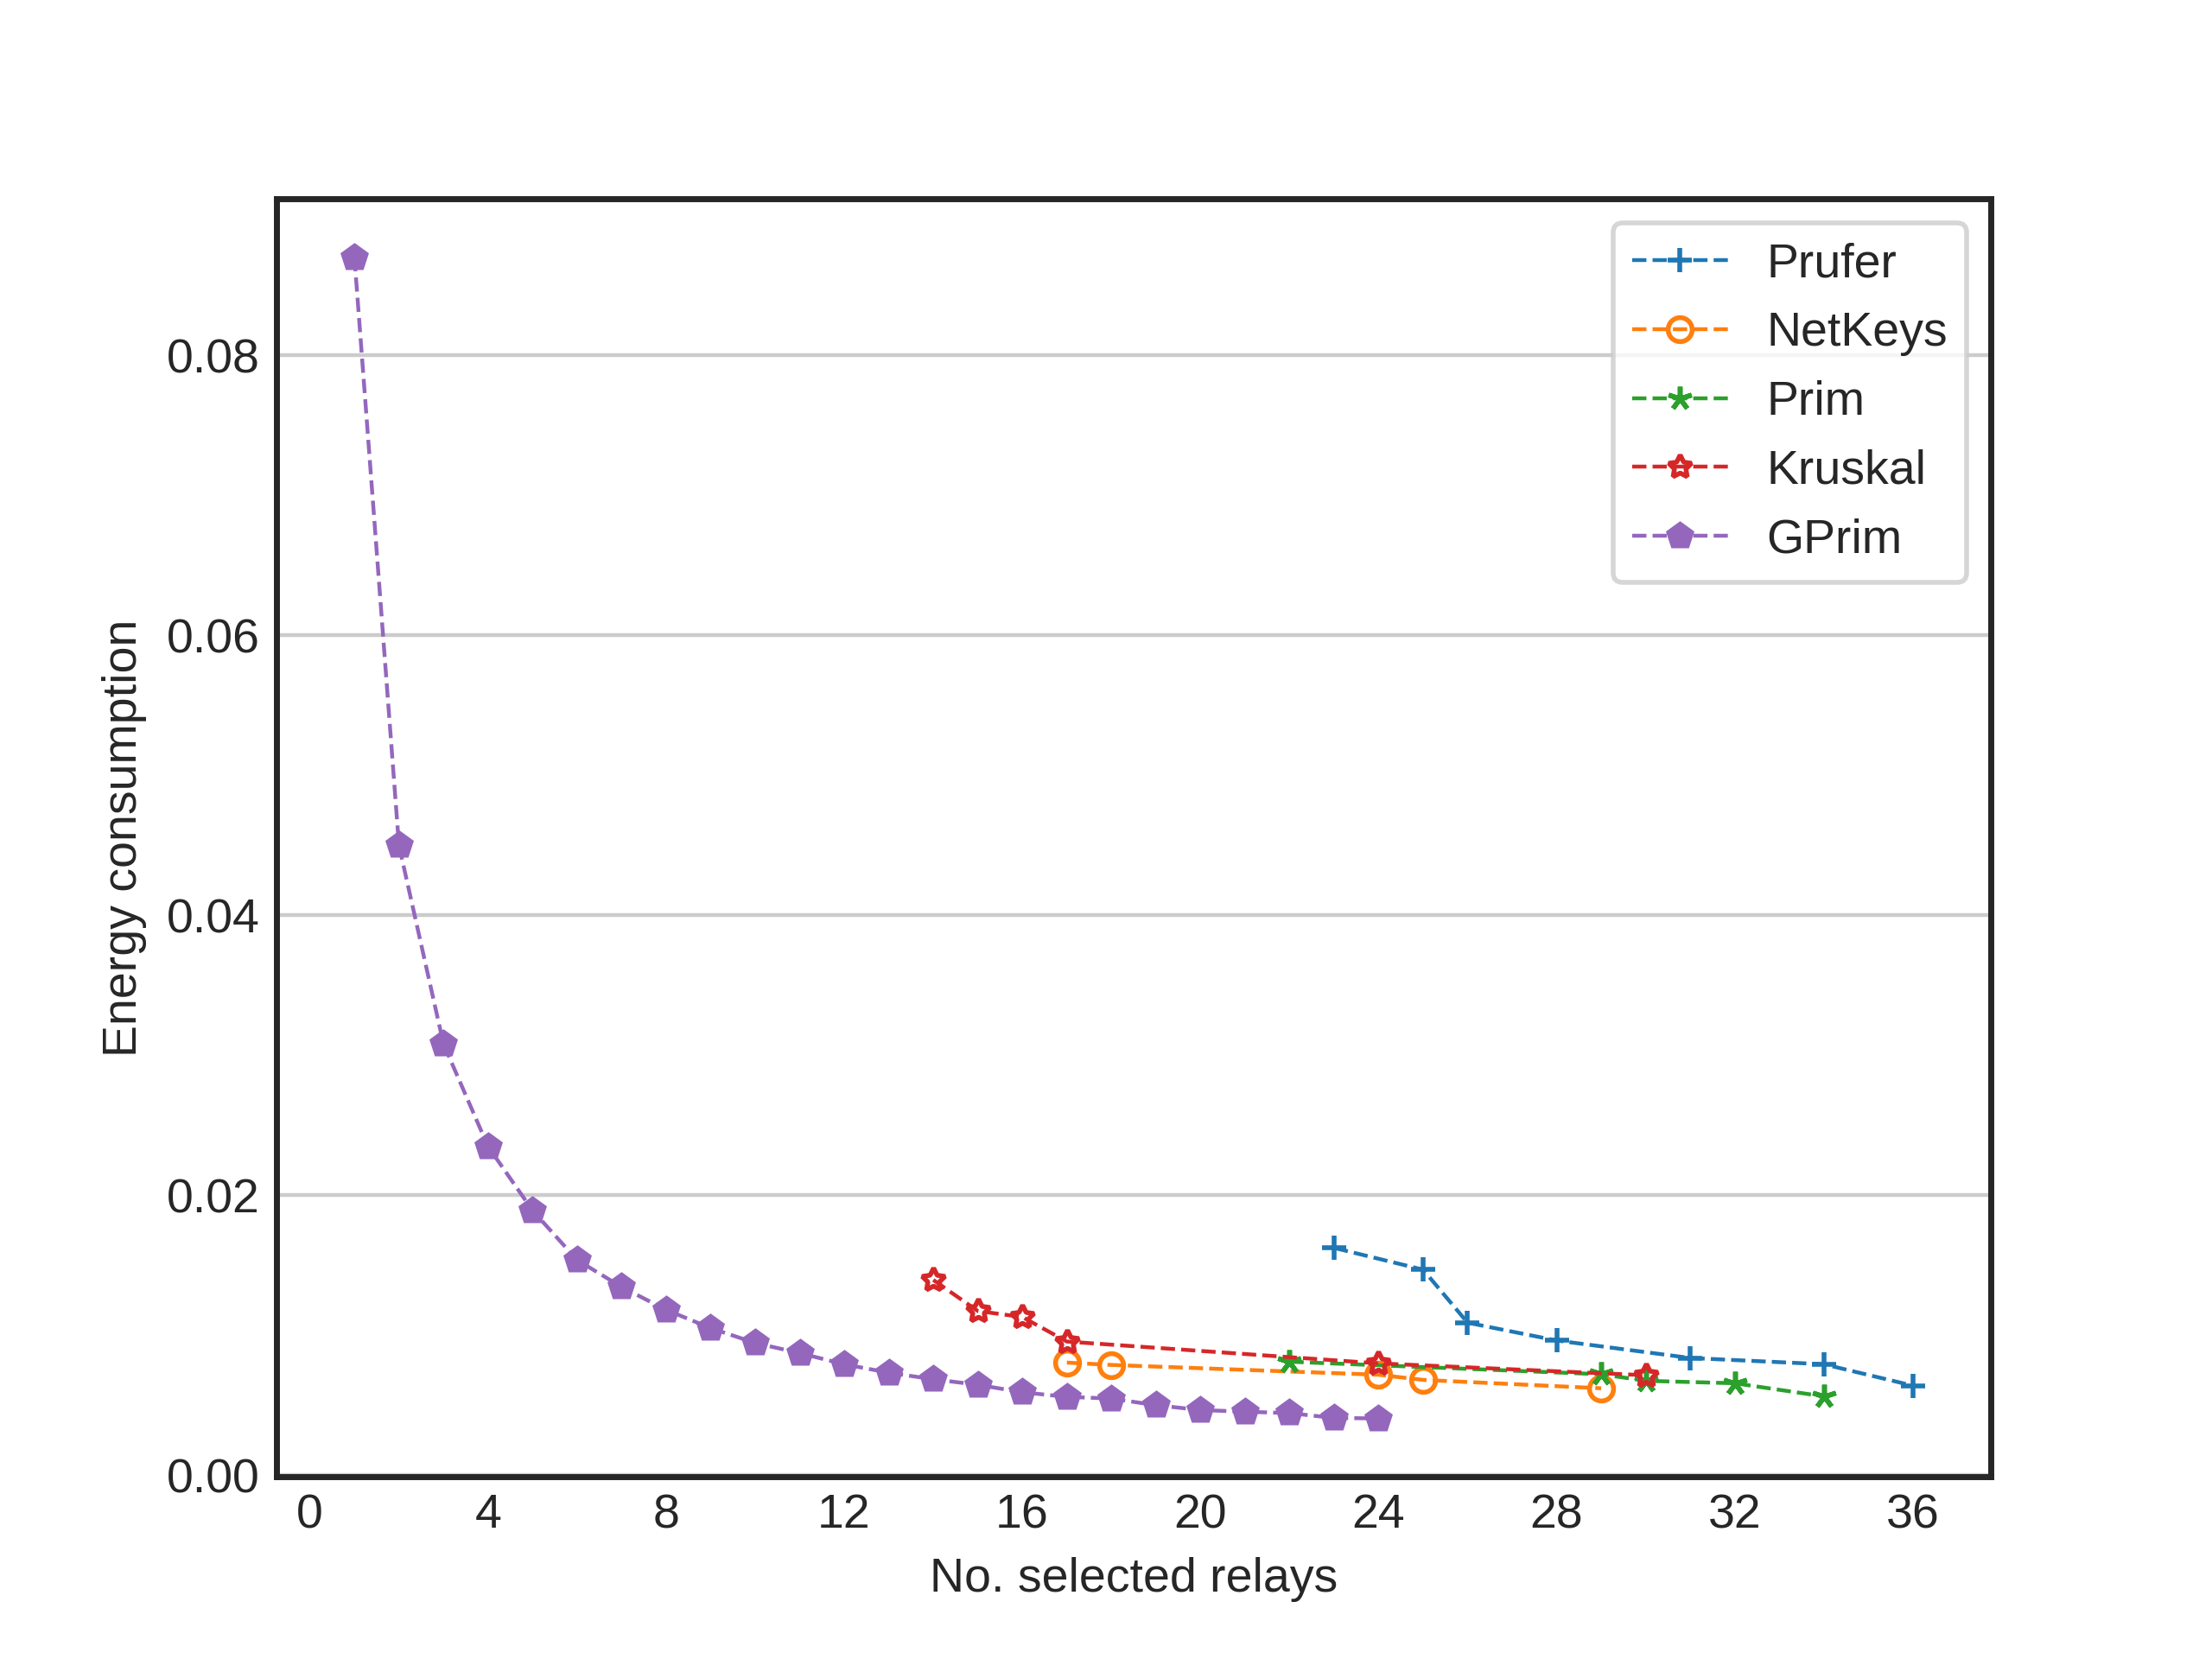 Prufer
NetKeys
Prim
Kruskal
GPrim
Energy consumption
0.08
0.06
0.04
0.02
0.00
0 4 8 12 16 20 24 28 32 36
No. selected relays